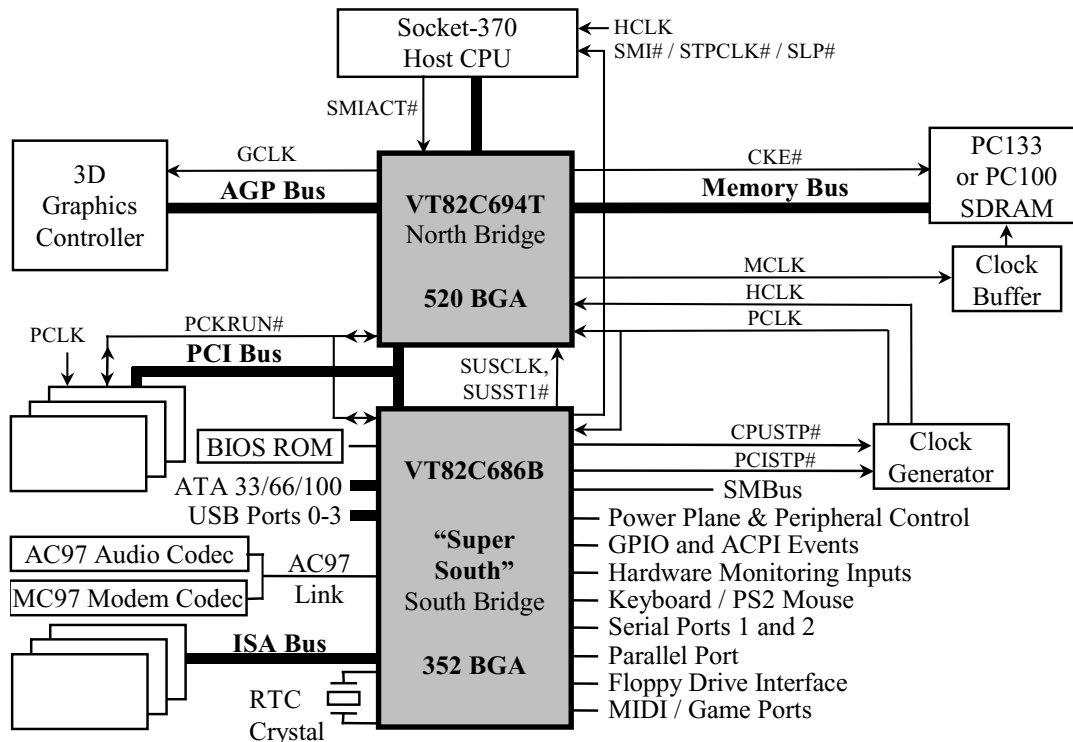 Socket-370
Host CPU
HCLK
SMI# / STPCLK# / SLP#
SMIACT#
3D
Graphics
Controller
GCLK
AGP Bus
VT82C694T
North Bridge
520 BGA
CKE#
Memory Bus
PC133
or PC100
SDRAM
MCLK
Clock
Buffer
HCLK
PCLK
PCLK
PCKRUN#
PCI Bus
SUSCLK,
SUSST1#
BIOS ROM
ATA 33/66/100
USB Ports 0-3
AC97 Audio Codec
MC97 Modem Codec
AC97
Link
ISA Bus
RTC
Crystal
VT82C686B
“Super
South”
South Bridge
352 BGA
CPUSTP#
PCISTP#
Clock
Generator
SMBus
Power Plane & Peripheral Control
GPIO and ACPI Events
Hardware Monitoring Inputs
Keyboard / PS2 Mouse
Serial Ports 1 and 2
Parallel Port
Floppy Drive Interface
MIDI / Game Ports